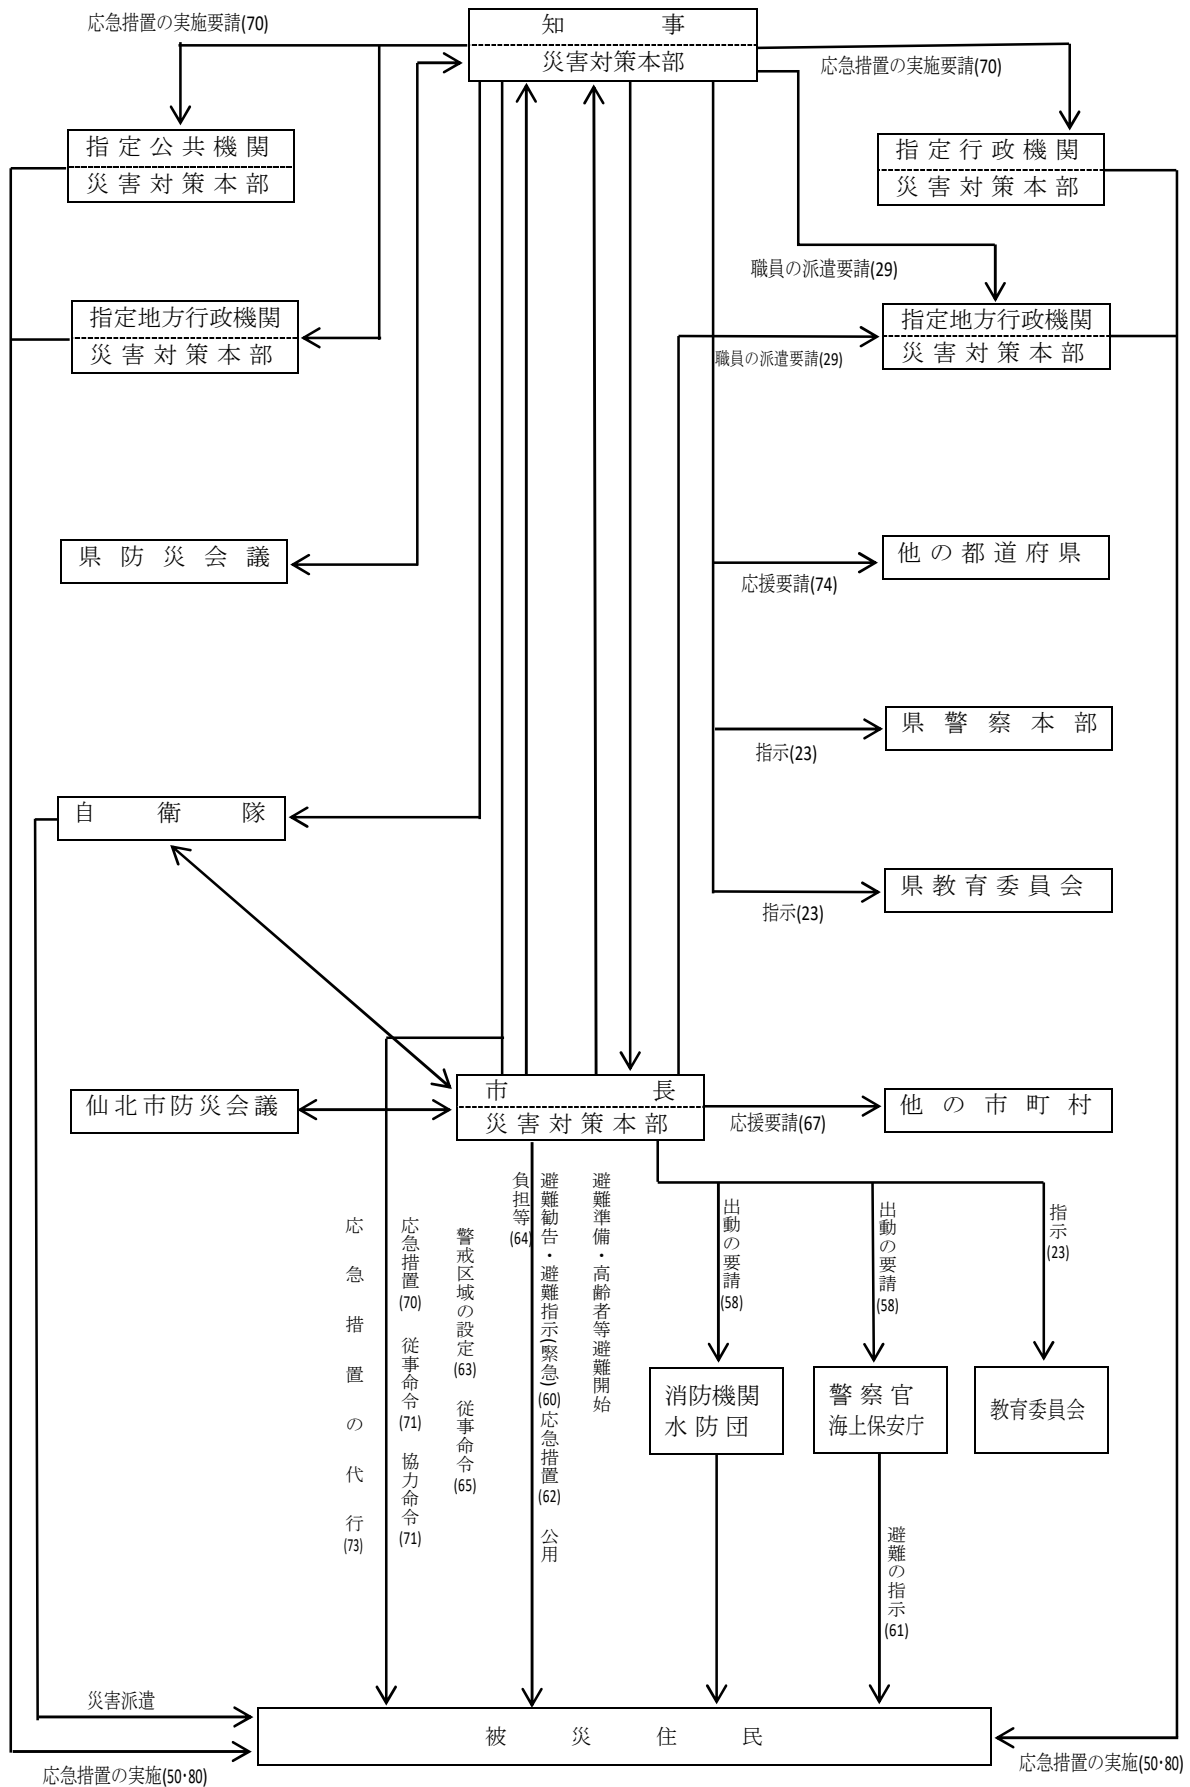 応急措置の実施要請(70)
知事
災害対策本部
応急措置の実施要請(70)
指定公共機関
災害対策本部
指定行政機関
災害対策本部
職員の派遣要請(29)
指定地方行政機関
災害対策本部
指定地方行政機関
災害対策本部
職員の派遣要請(29)
県防災会議
他の都道府県
応援要請(74)
県警察本部
指示(23)
自衛隊
県教育委員会
指示(23)
仙北市防災会議
市長
災害対策本部
他の市町村
応援要請(67)
応急措置の代行(73)
応急措置(70) 従事命令(71) 協力命令(71)
警戒区域の設定(63) 従事命令(65)
避難勧告・避難指示(緊急)(60)応急措置(62) 公用
負担等(64)
避難準備・高齢者等避難開始
出動の要請(58)
出動の要請(58)
指示(23)
消防機関
水防団
警察官
海上保安庁
教育委員会
避難の指示(61)
災害派遣
被災住民
応急措置の実施(50・80)
応急措置の実施(50・80)